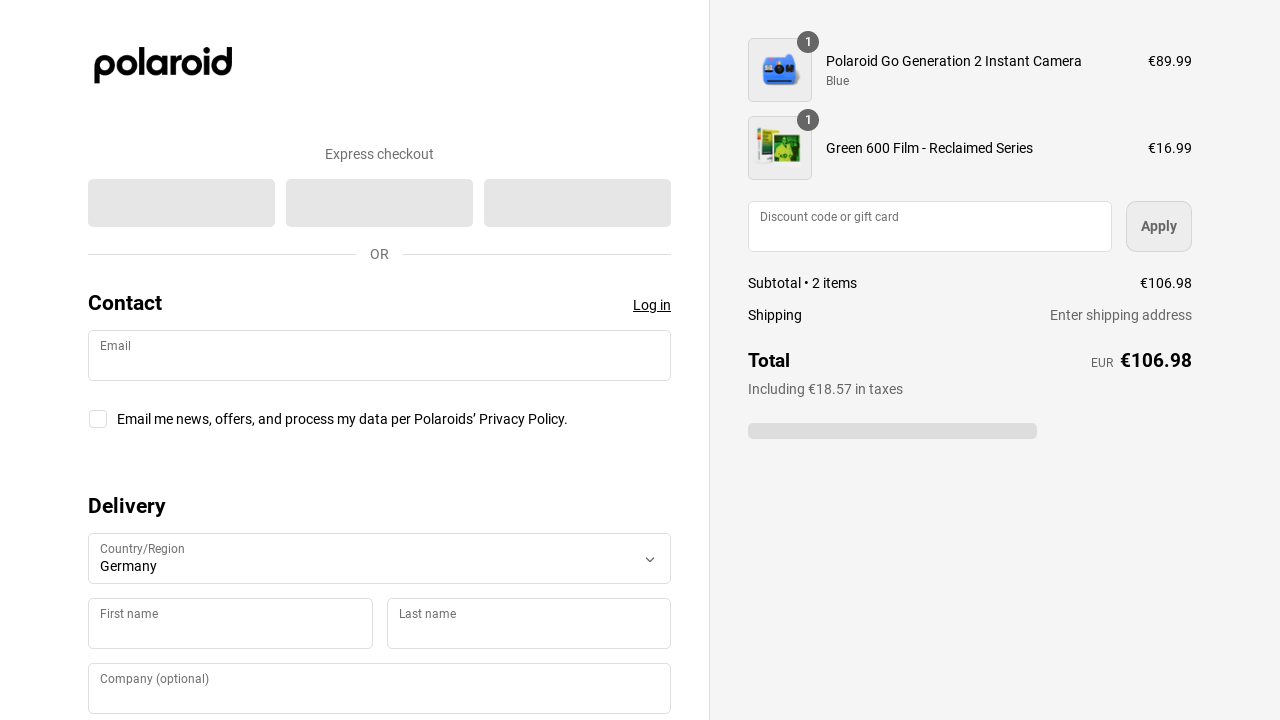 polaroid
Express checkout
OR
Contact
Log in
Email
Email me news, offers, and process my data per Polaroids’ Privacy Policy.
Delivery
Country/Region
Germany
First name
Last name
Company (optional)
1
Polaroid Go Generation 2 Instant Camera €89.99
Blue
1
Green 600 Film - Reclaimed Series €16.99
Discount code or gift card
Apply
Subtotal • 2 items €106.98
Shipping Enter shipping address
Total EUR €106.98
Including €18.57 in taxes